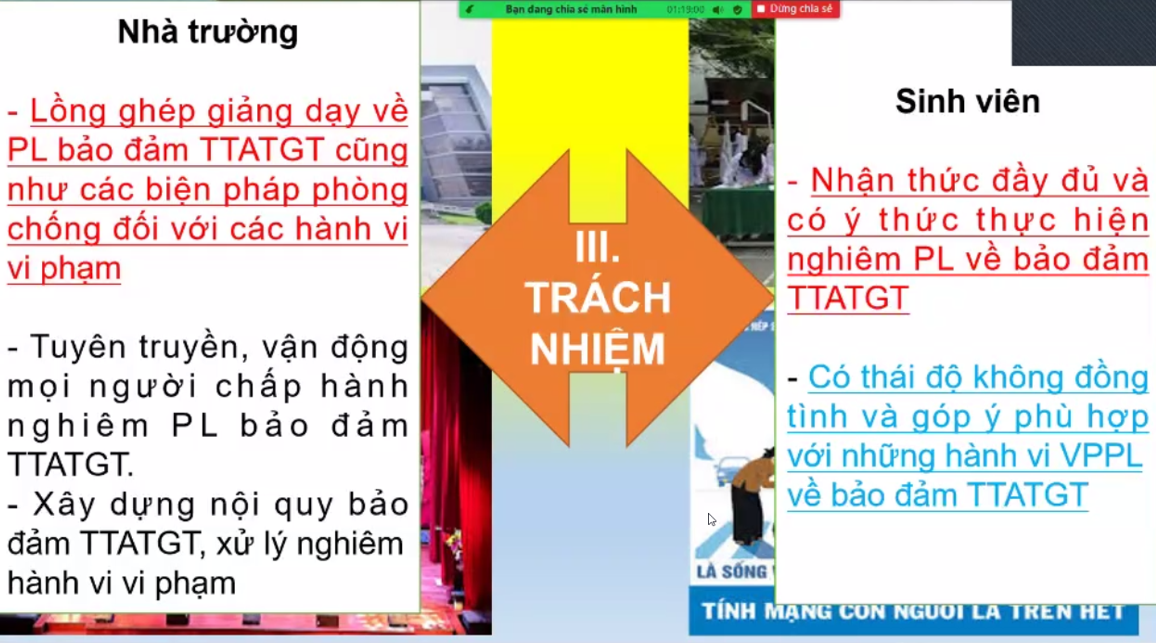 Bạn đang chia sẻ màn hình
01:19:00
Dừng chia sẻ
Nhà trường
- Lồng ghép giảng dạy về
PL bảo đảm TTATGT cũng
như các biện pháp phòng
chống đối với các hành vi
vi phạm
- Tuyên truyền, vận động
mọi người chấp hành
nghiêm PL bảo đảm
TTATGT.
- Xây dựng nội quy bảo
đảm TTATGT, xử lý nghiêm
hành vi vi phạm
III.
TRÁCH
NHIỆM
Sinh viên
- Nhận thức đầy đủ và
có ý thức thực hiện
nghiêm PL về bảo đảm
TTATGT
- Có thái độ không đồng
tình và góp ý phù hợp
với những hành vi VPPL
về bảo đảm TTATGT
LÀ SỐNG
TÍNH MẠNG CON NGƯỜI LÀ TRÊN HẾT